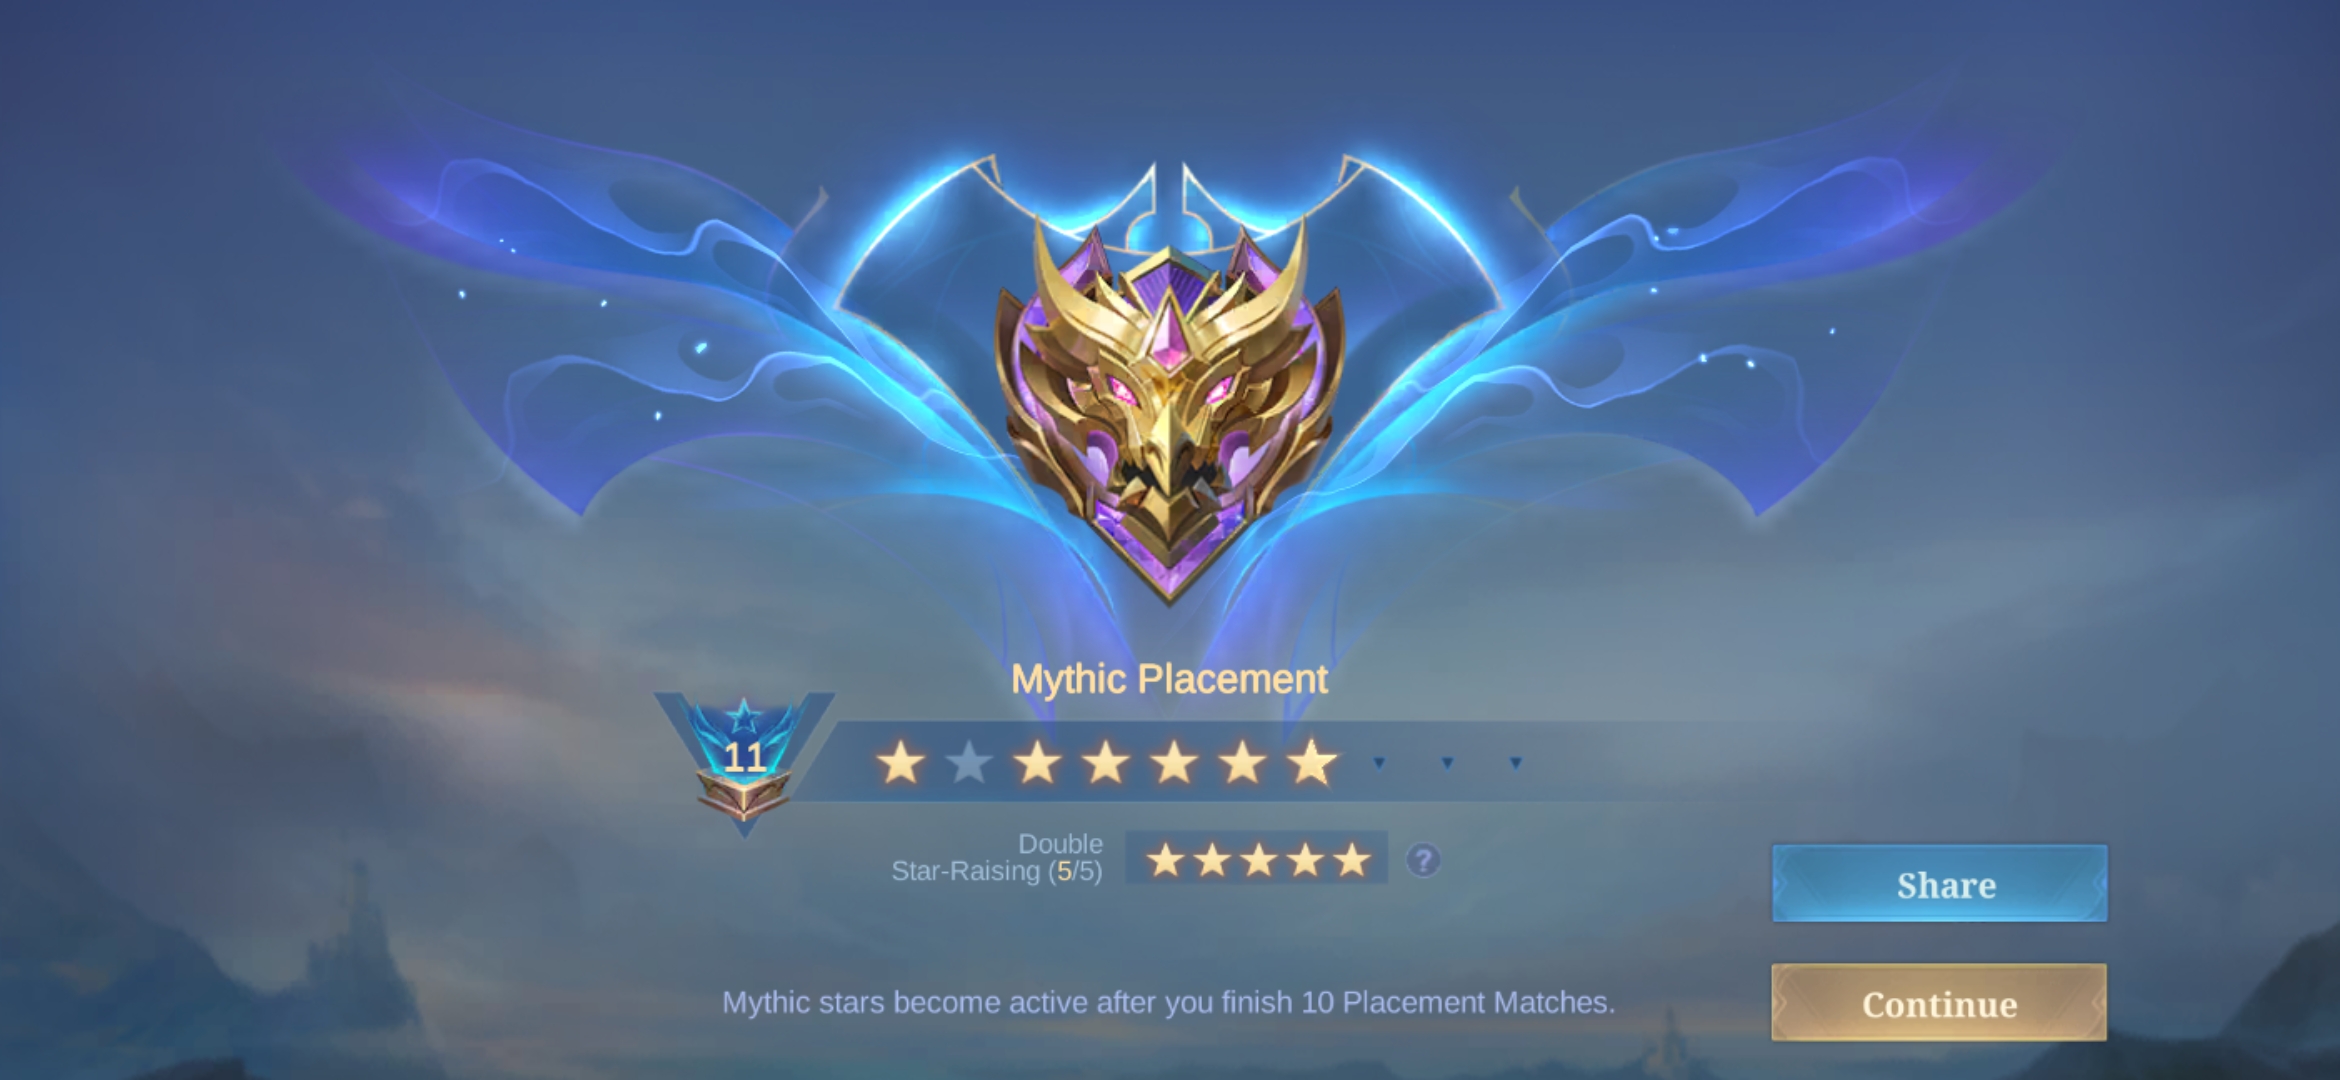 Mythic Placement
11
Double
Star-Raising (5/5)
?
Share
Mythic stars become active after you finish 10 Placement Matches.
Continue